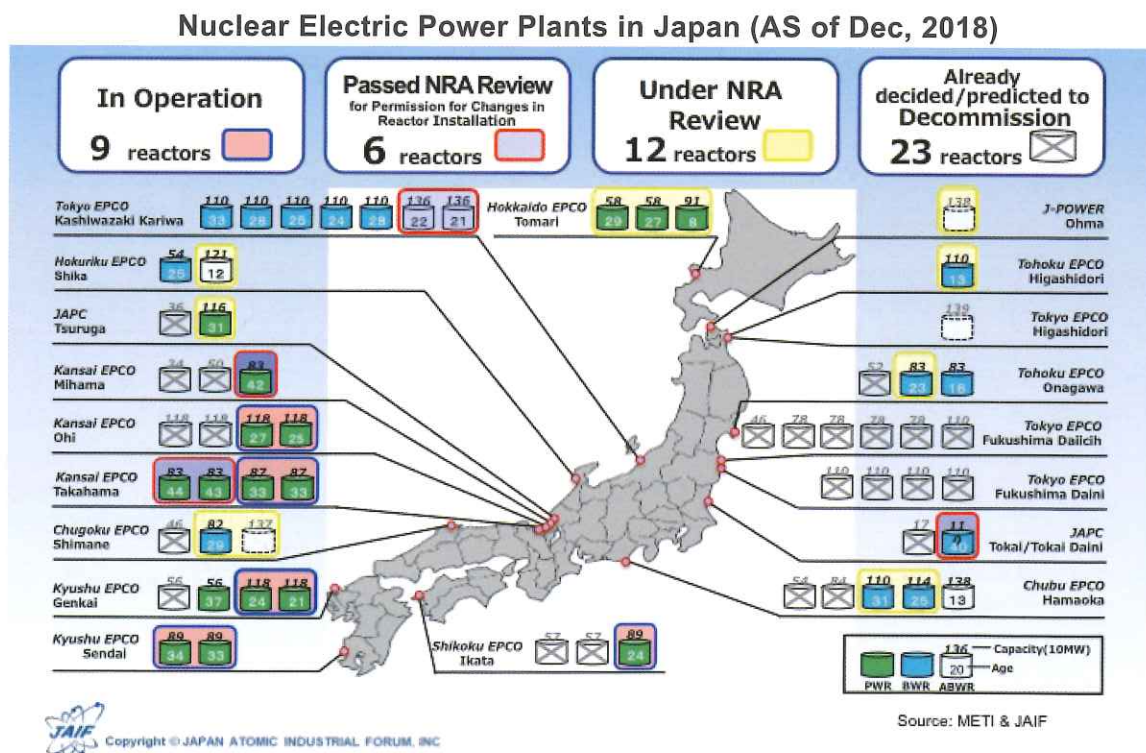 Nuclear Electric Power Plants in Japan (AS of Dec, 2018)
In Operation
9 reactors
Passed NRA Review
for Permission for Changes in
Reactor Installation
6 reactors
Under NRA
Review
12 reactors
Already
decided/predicted to
Decommission
23 reactors
Tokyo EPCO
Kashiwazaki Kariwa
110 110 110 110 110 136 136
33 28 25 24 28 22 21
Hokkaido EPCO
Tomari
58 58 91
29 27 8
138
J-POWER
Ohma
Hokuriku EPCO
Shika
54 121
25 12
110
13
Tohoku EPCO
Higashidori
JAPC
Tsuruga
36 116
31
139
Tokyo EPCO
Higashidori
Kansai EPCO
Mihama
34 50 83
42
52 83 83
23 16
Tohoku EPCO
Onagawa
Kansai EPCO
Ohi
118 118 118 118
27 25
46 78 78 78 78 110
Tokyo EPCO
Fukushima Daiicih
Kansai EPCO
Takahama
83 83 87 87
44 43 33 33
110 110 110 110
Tokyo EPCO
Fukushima Daini
Chugoku EPCO
Shimane
46 82 137
29
17 11
0
40
JAPC
Tokai/Tokai Daini
Kyushu EPCO
Genkai
56 56 118 118
37 24 21
54 84 110 114 138
31 25 13
Chubu EPCO
Hamaoka
Kyushu EPCO
Sendai
89 89
34 33
Shikoku EPCO
Ikata
57 57 89
24
136 Capacity(10MW)
20 Age
PWR BWR ABWR
Source: METI & JAIF
JAIF
Copyright © JAPAN ATOMIC INDUSTRIAL FORUM, INC